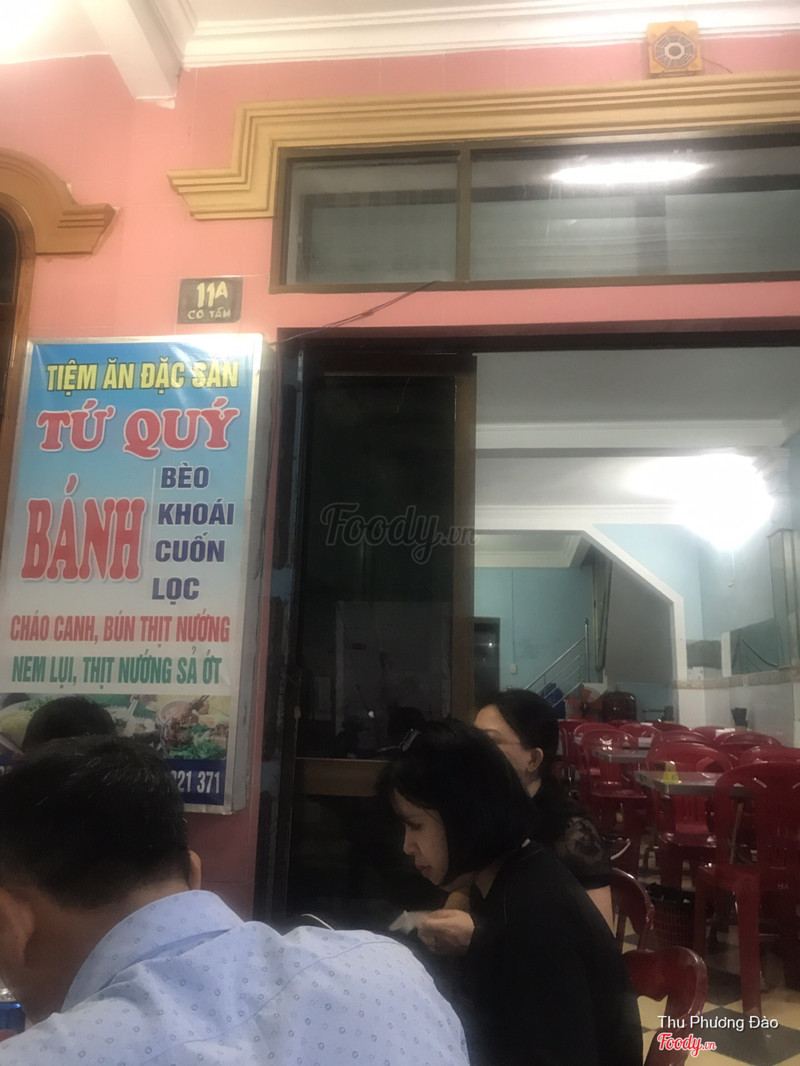 11A
CÔ TẤM
TIỆM ĂN ĐẶC SẢN
TỨ QUÝ
BÁNH
BÈO
KHOÁI
CUỐN
LỌC
CHÁO CANH, BÚN THỊT NƯỚNG
NEM LỤI, THỊT NƯỚNG SẢ ỚT
321 371
Foody.vn
Thu Phương Đào
Foody.vn